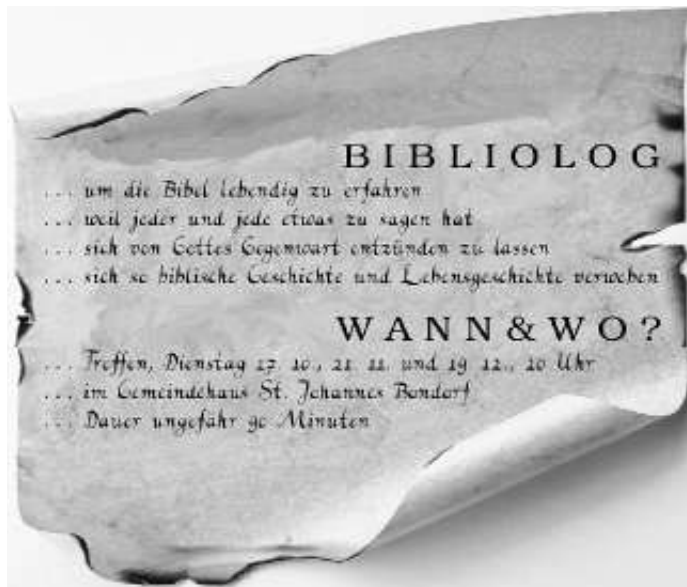 BIBLIOLOG
... um die Bibel lebendig zu erfahren
... weil jeder und jede etwas zu sagen hat
... sich von Gottes Gegenwart entzünden zu lassen
... sich so biblische Geschichte und Lebensgeschichte verweben
WANN&WO?
... Treffen, Dienstag 17. 10., 21. 11. und 19. 12., 20 Uhr
... im Gemeindehaus St. Johannes Bondorf
... Dauer ungefähr 90 Minuten